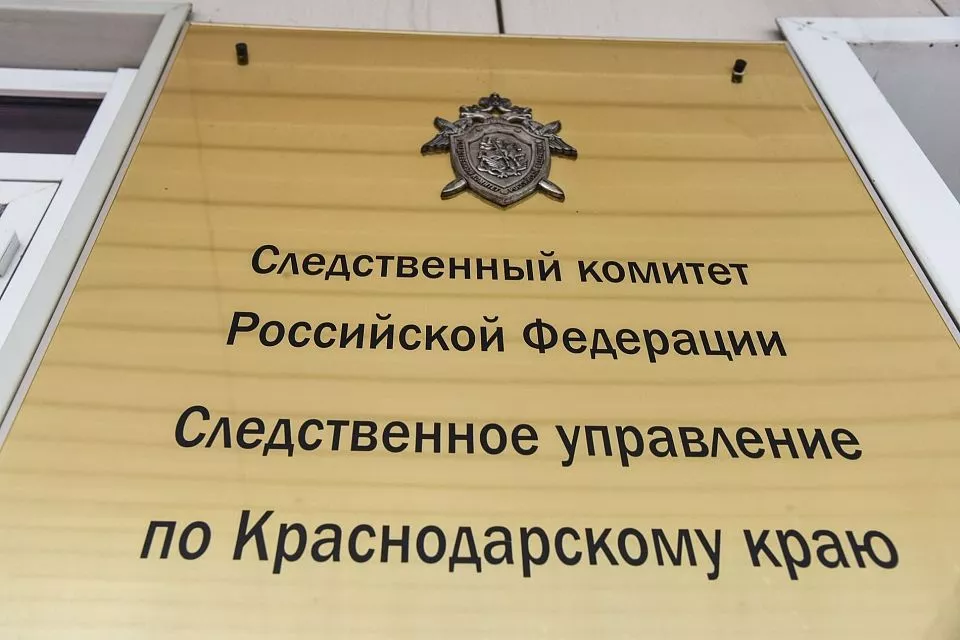 Следственный комитет
Российской Федерации
Следственное управление
по Краснодарскому краю